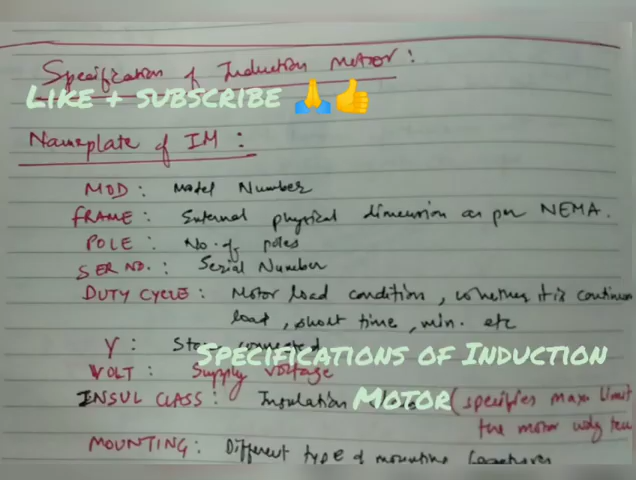 Specification of Induction Motor:
LIKE + SUBSCRIBE 🙏👍
Nameplate of IM:
MOD: Model Number
FRAME: External physical dimension as per NEMA.
POLE: No. of poles
SER NO.: Serial Number
DUTY CYCLE: Motor load condition, whether it is continuou
load, short time, min. etc
Y: connected
SPECIFICATIONS OF INDUCTION
VOLT: Supply voltage
MOTOR
INSUL CLASS: Insulation (specifies max. limit
the motor wdg
MOUNTING: Different type of mounting